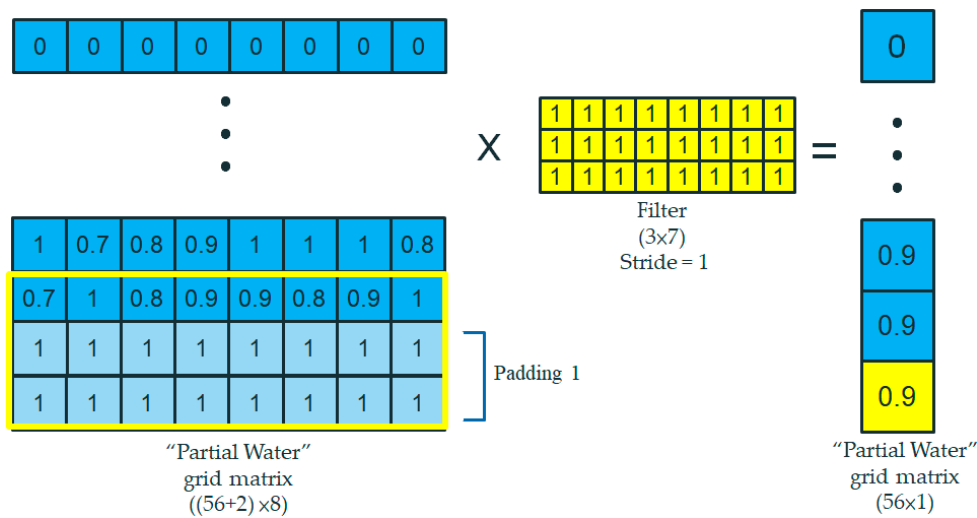 0 0 0 0 0 0 0 0
1 0.7 0.8 0.9 1 1 1 0.8
0.7 1 0.8 0.9 0.9 0.8 0.9 1
1 1 1 1 1 1 1 1
1 1 1 1 1 1 1 1
Padding 1
“Partial Water”
grid matrix
((56+2)×8)
X
1 1 1 1 1 1 1 1
1 1 1 1 1 1 1 1
1 1 1 1 1 1 1 1
Filter
(3×7)
Stride = 1
=
0
0.9
0.9
0.9
“Partial Water”
grid matrix
(56×1)